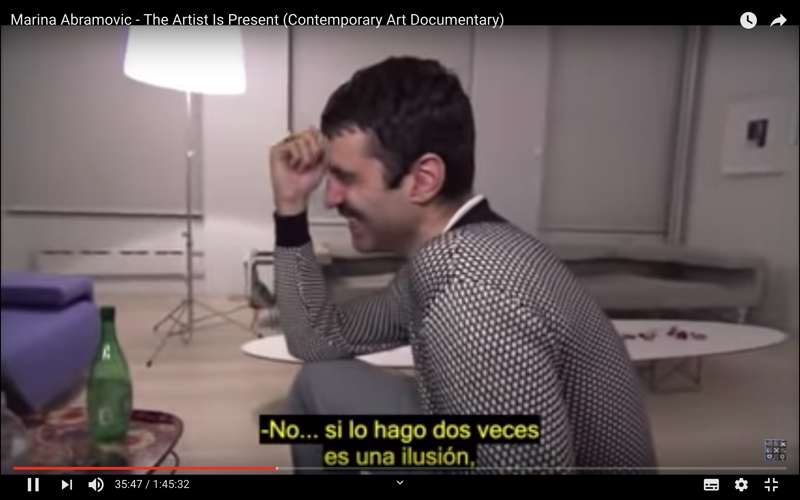 Marina Abramovic - The Artist Is Present (Contemporary Art Documentary)
-No... si lo hago dos veces
es una ilusión,
35:47 / 1:45:32